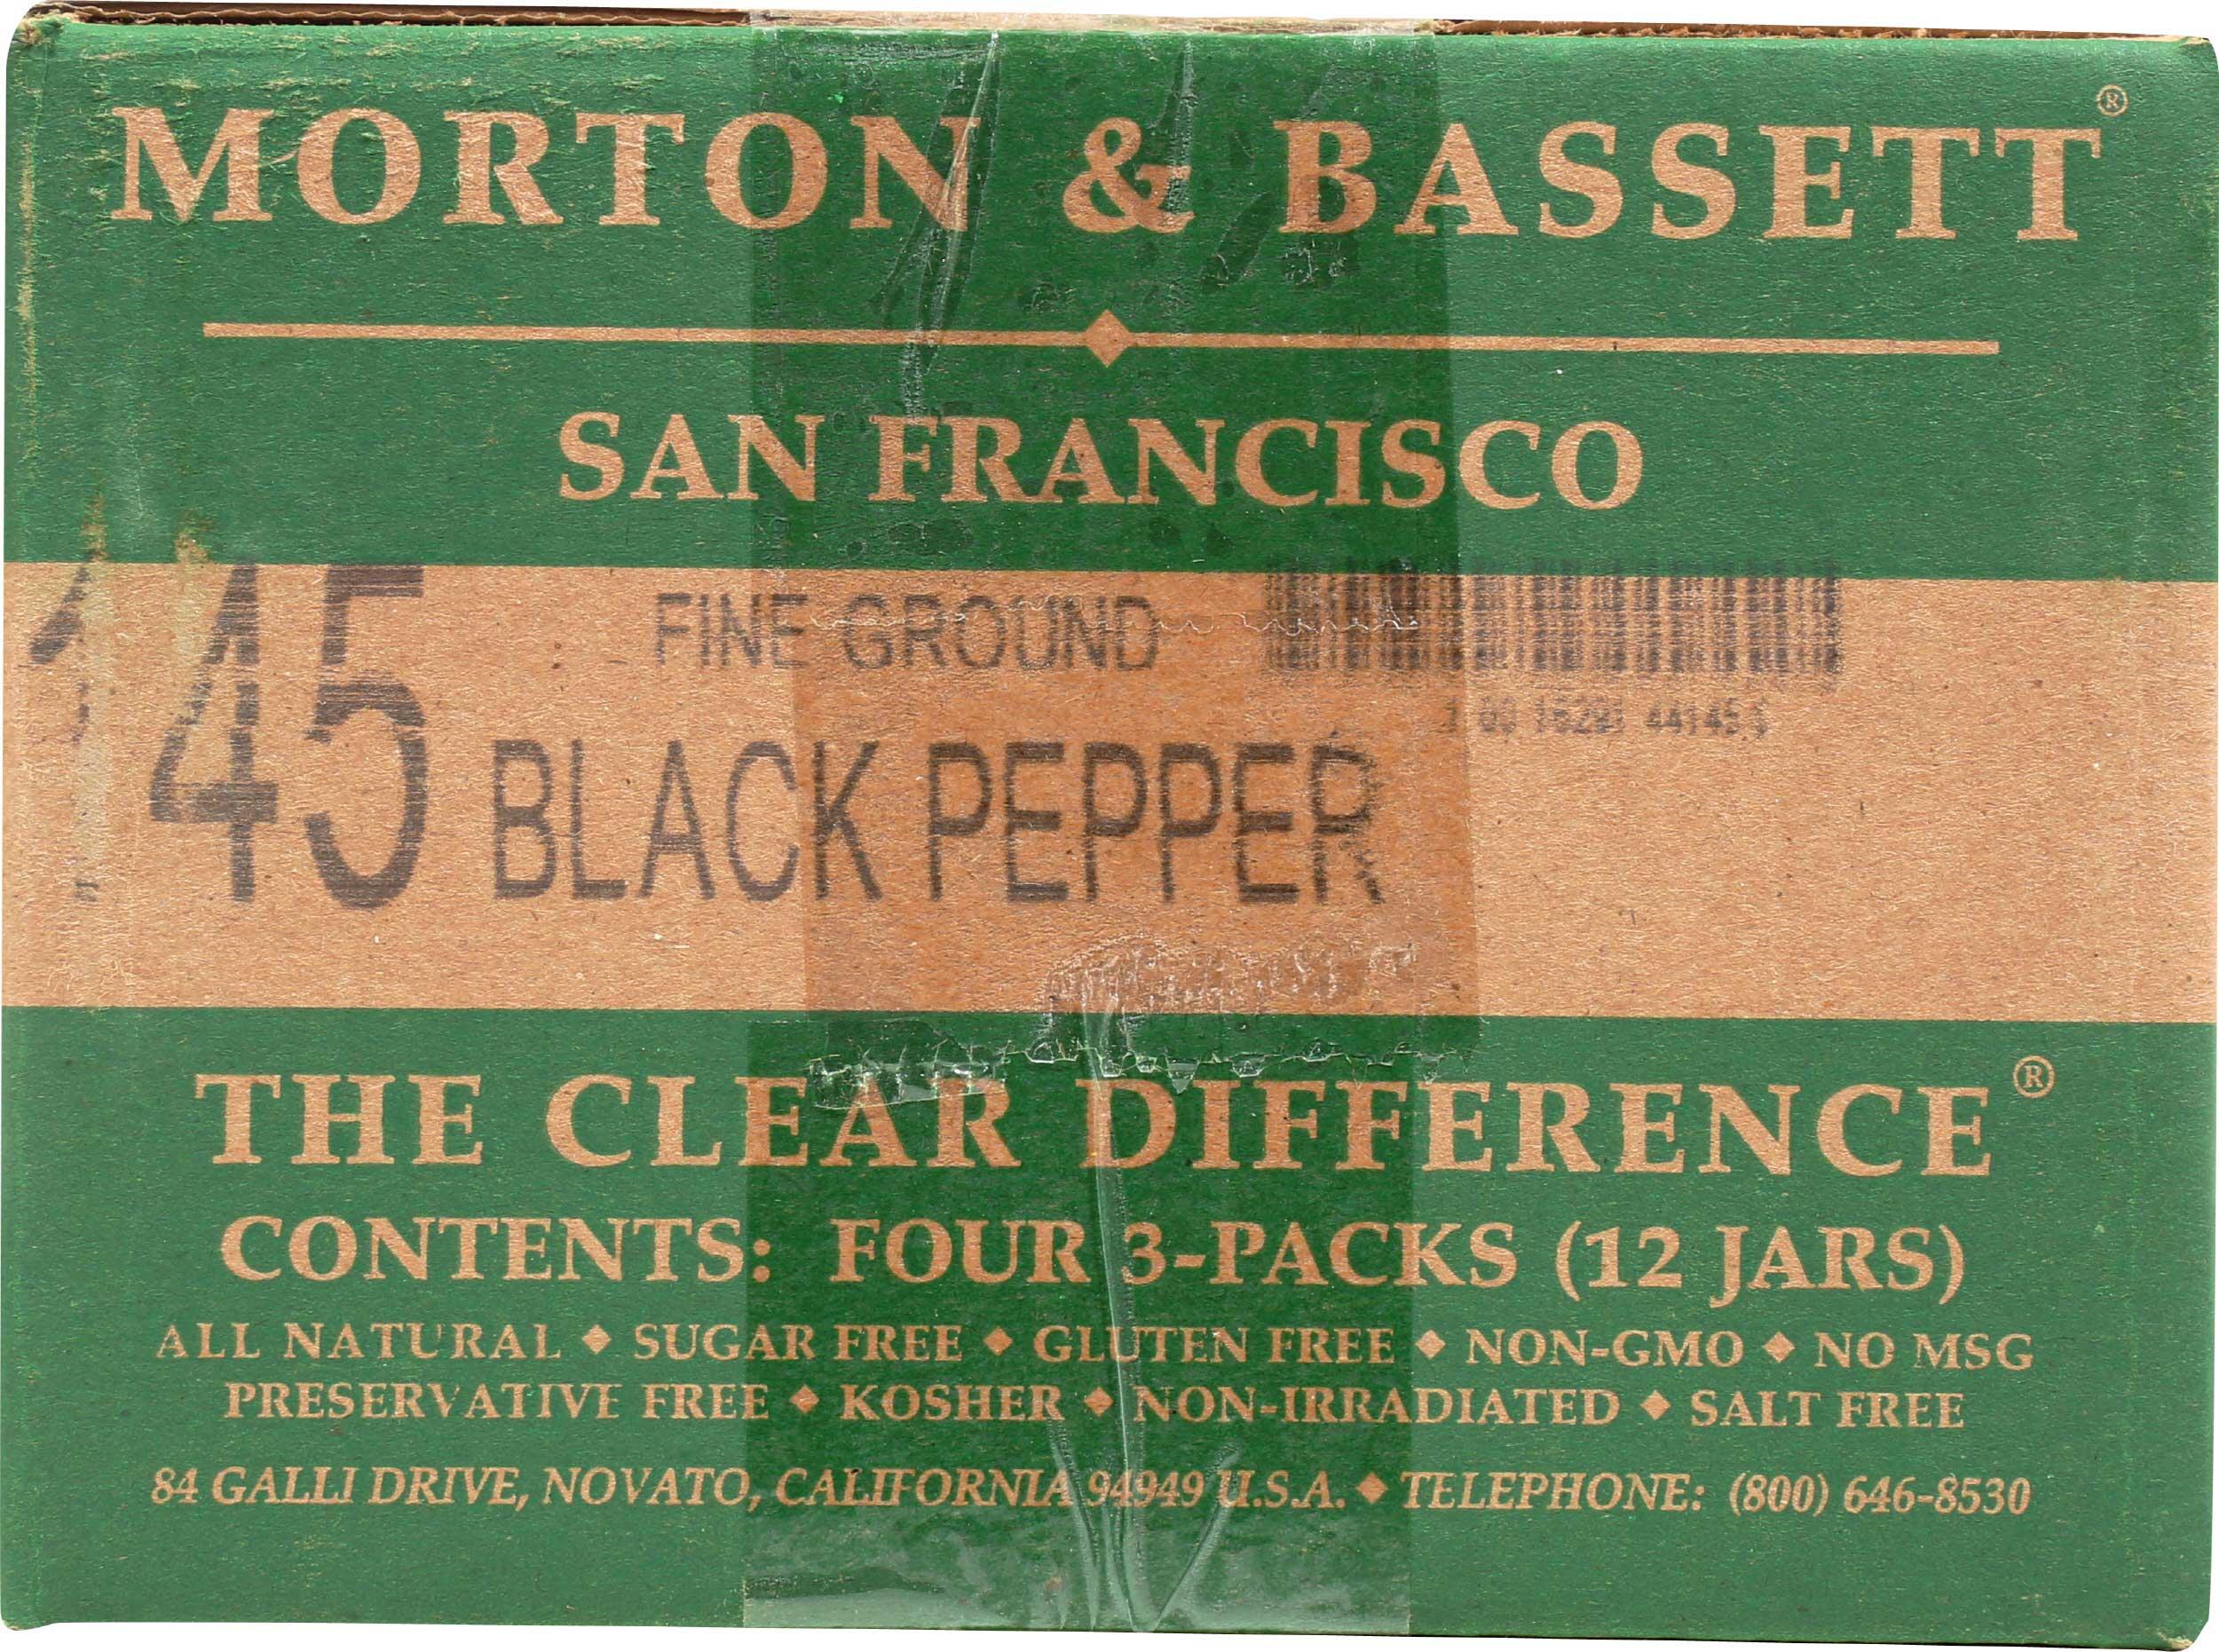 MORTON & BASSETT®
SAN FRANCISCO
145
FINE GROUND
BLACK PEPPER
THE CLEAR DIFFERENCE®
CONTENTS: FOUR 3-PACKS (12 JARS)
ALL NATURAL ◆ SUGAR FREE ◆ GLUTEN FREE ◆ NON-GMO ◆ NO MSG
PRESERVATIVE FREE ◆ KOSHER ◆ NON-IRRADIATED ◆ SALT FREE
84 GALLI DRIVE, NOVATO, CALIFORNIA 94949 U.S.A. ◆ TELEPHONE: (800) 646-8530